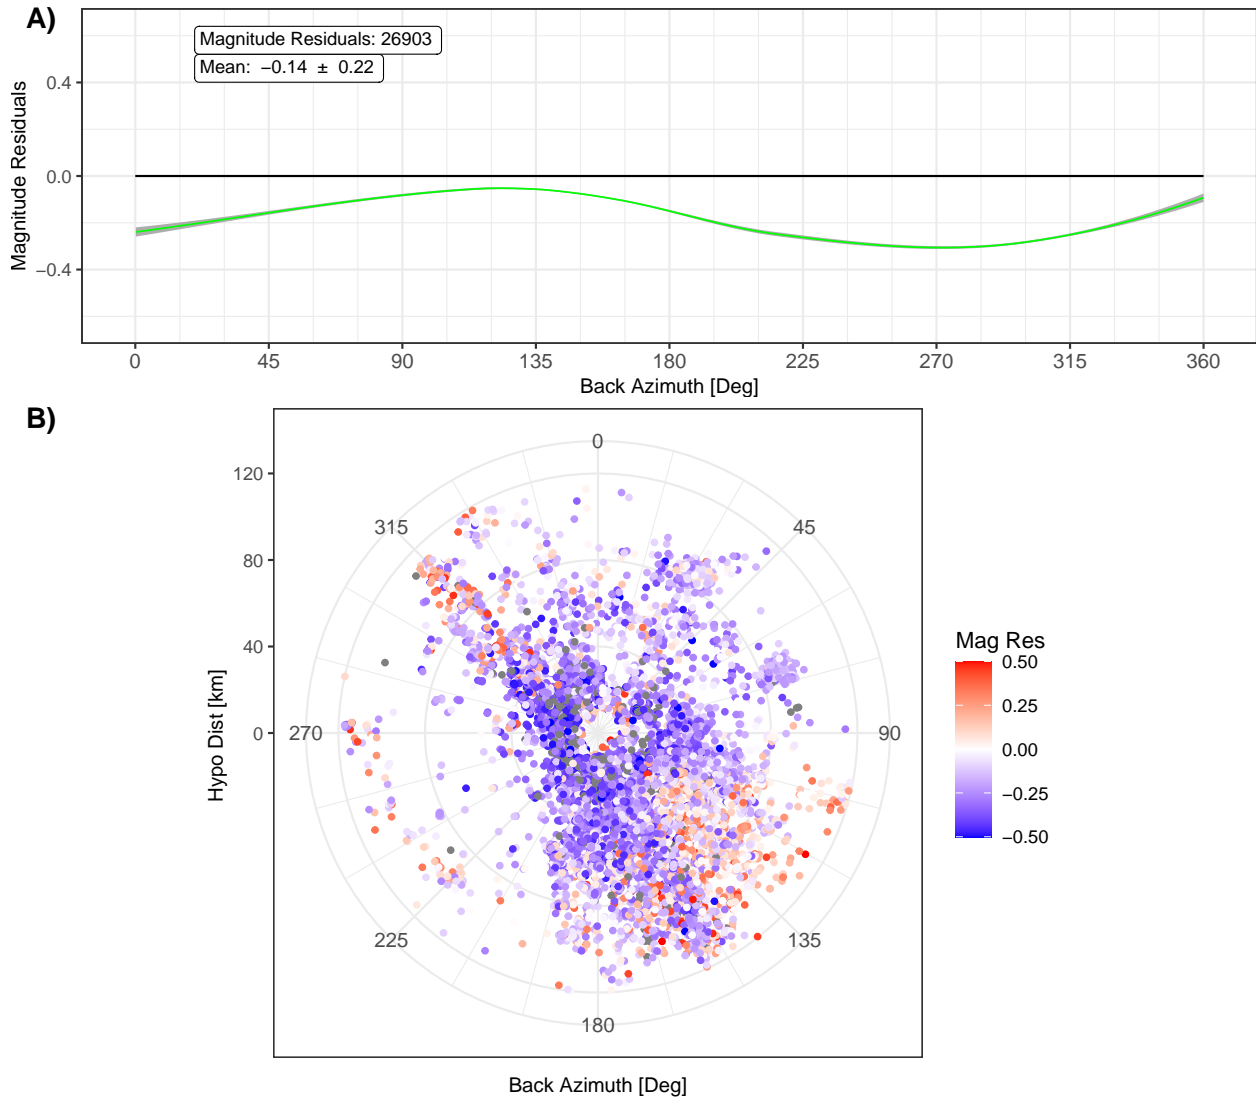 A)
Magnitude Residuals: 26903
Mean:  −0.14  ±  0.22
Magnitude Residuals
0.4
0.0
−0.4
0 45 90 135 180 225 270 315 360
Back Azimuth [Deg]
B)
Hypo Dist [km]
120
80
40
0
0
45
90
135
180
225
270
315
Back Azimuth [Deg]
Mag Res
0.50
0.25
0.00
−0.25
−0.50